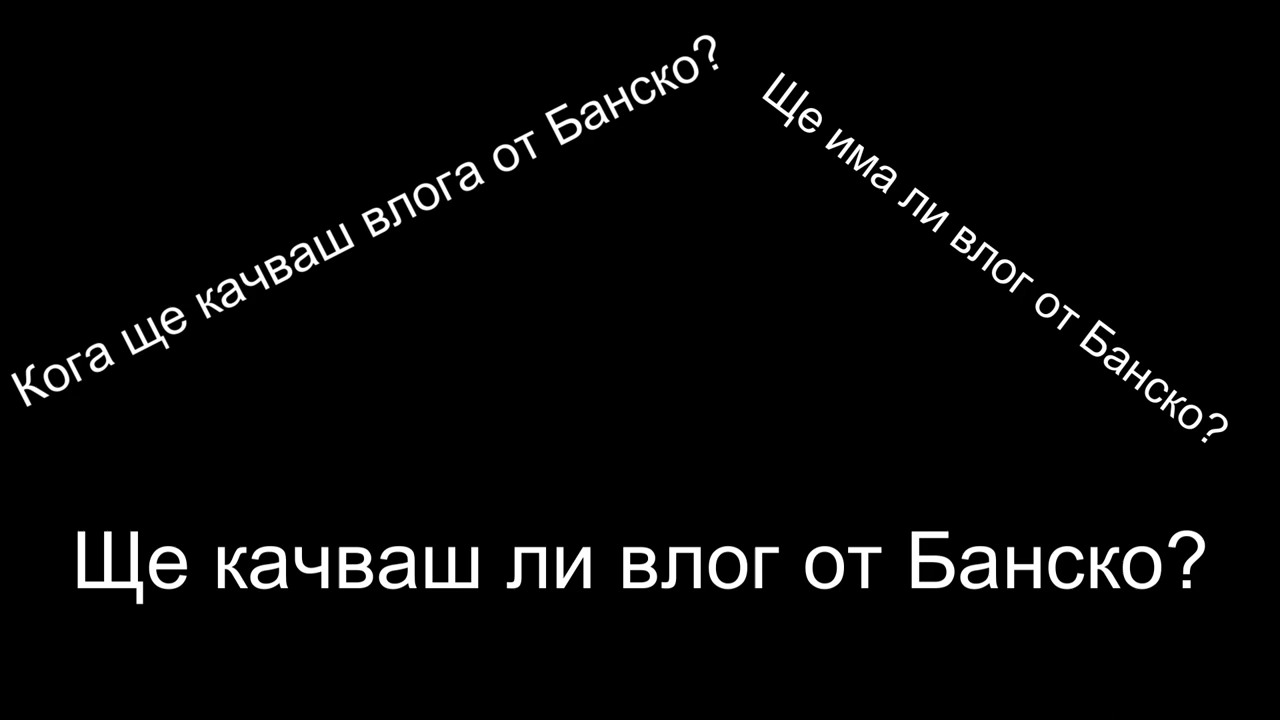 Кога ще качваш влога от Банско?
Ще има ли влог от Банско?
Ще качваш ли влог от Банско?